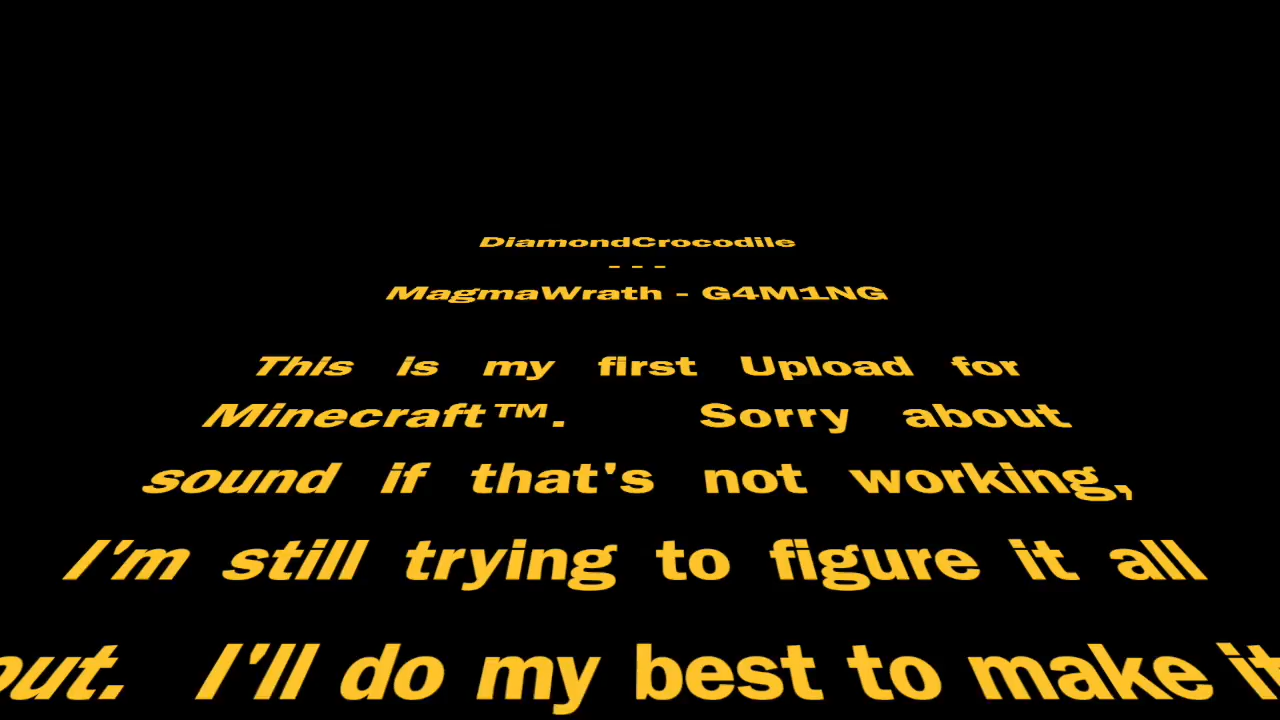 DiamondCrocodile
- - -
MagmaWrath - G4M1NG
This is my first Upload for
Minecraft™. Sorry about
sound if that's not working,
I'm still trying to figure it all
out. I'll do my best to make it